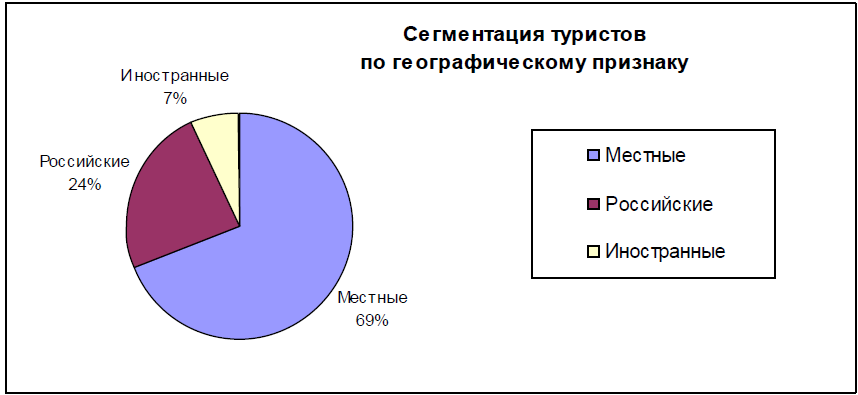 Сегментация туристов
по географическому признаку
Иностранные
7%
Российские
24%
Местные
69%
Местные
Российские
Иностранные